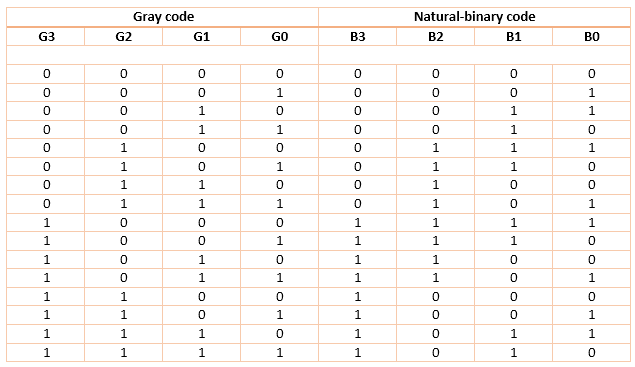 Gray code Natural-binary code
G3 G2 G1 G0 B3 B2 B1 B0
0 0 0 0 0 0 0 0
0 0 0 1 0 0 0 1
0 0 1 0 0 0 1 1
0 0 1 1 0 0 1 0
0 1 0 0 0 1 1 1
0 1 0 1 0 1 1 0
0 1 1 0 0 1 0 0
0 1 1 1 0 1 0 1
1 0 0 0 1 1 1 1
1 0 0 1 1 1 1 0
1 0 1 0 1 1 0 0
1 0 1 1 1 1 0 1
1 1 0 0 1 0 0 0
1 1 0 1 1 0 0 1
1 1 1 0 1 0 1 1
1 1 1 1 1 0 1 0